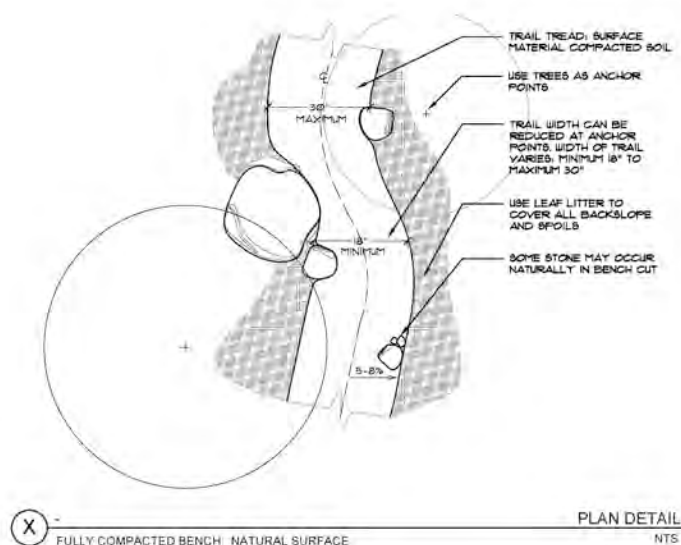 TRAIL TREAD: SURFACE
MATERIAL COMPACTED SOIL
USE TREES AS ANCHOR
POINTS
TRAIL WIDTH CAN BE
REDUCED AT ANCHOR
POINTS. WIDTH OF TRAIL
VARIES: MINIMUM 18" TO
MAXIMUM 30"
USE LEAF LITTER TO
COVER ALL BACKSLOPE
AND SPOILS
SOME STONE MAY OCCUR
NATURALLY IN BENCH CUT
CL
30"
MAXIMUM
18"
MINIMUM
5-8%
X -
PLAN DETAIL
FULLY COMPACTED BENCH NATURAL SURFACE
NTS